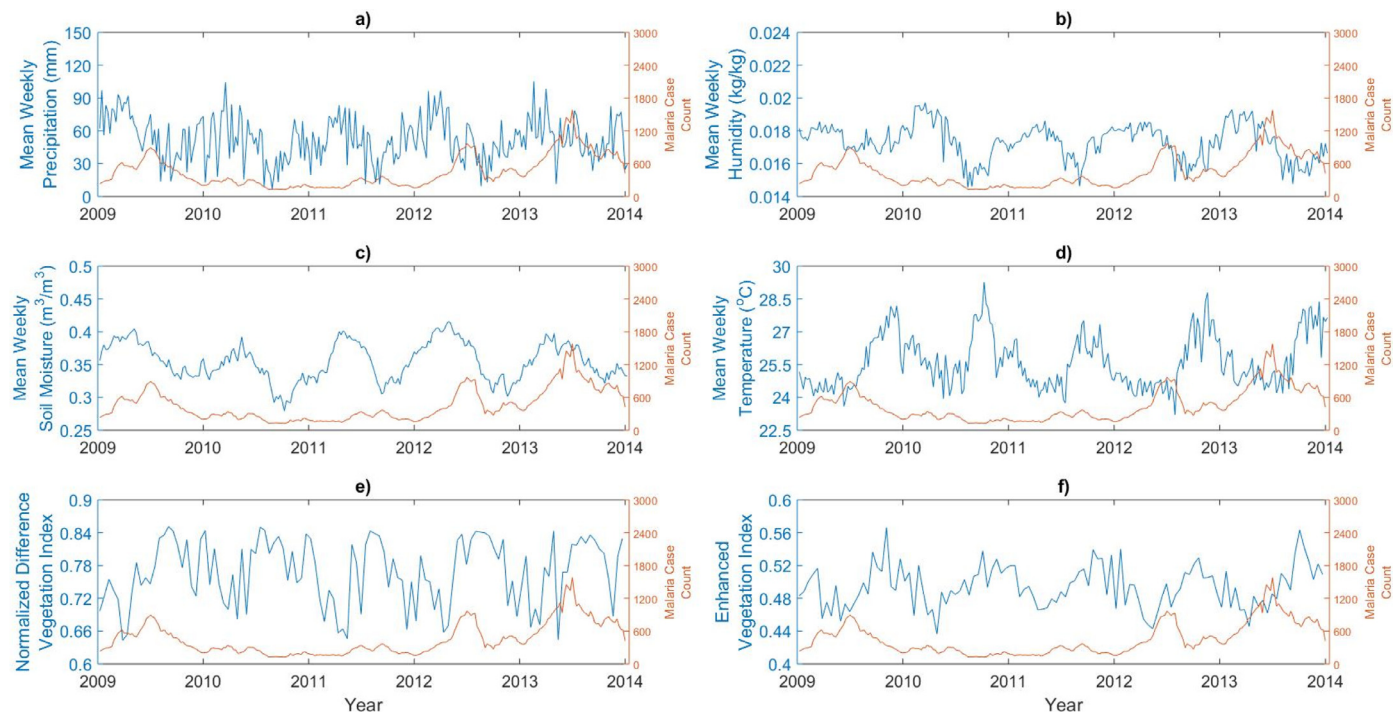 a)
Mean Weekly
Precipitation (mm)
150
120
90
60
30
0
3000
2400
1800
1200
600
0
Malaria Case
Count
2009 2010 2011 2012 2013 2014
b)
Mean Weekly
Humidity (kg/kg)
0.024
0.022
0.02
0.018
0.016
0.014
3000
2400
1800
1200
600
0
Malaria Case
Count
2009 2010 2011 2012 2013 2014
c)
Mean Weekly
Soil Moisture (m³/m³)
0.5
0.45
0.4
0.35
0.3
0.25
3000
2400
1800
1200
600
0
Malaria Case
Count
2009 2010 2011 2012 2013 2014
d)
Mean Weekly
Temperature (°C)
30
28.5
27
25.5
24
22.5
3000
2400
1800
1200
600
0
Malaria Case
Count
2009 2010 2011 2012 2013 2014
e)
Normalized Difference
Vegetation Index
0.9
0.84
0.78
0.72
0.66
0.6
3000
2400
1800
1200
600
0
Malaria Case
Count
2009 2010 2011 2012 2013 2014
Year
f)
Enhancied
Vegetation Index
0.6
0.56
0.52
0.48
0.44
0.4
3000
2400
1800
1200
600
0
Malaria Case
Count
2009 2010 2011 2012 2013 2014
Year